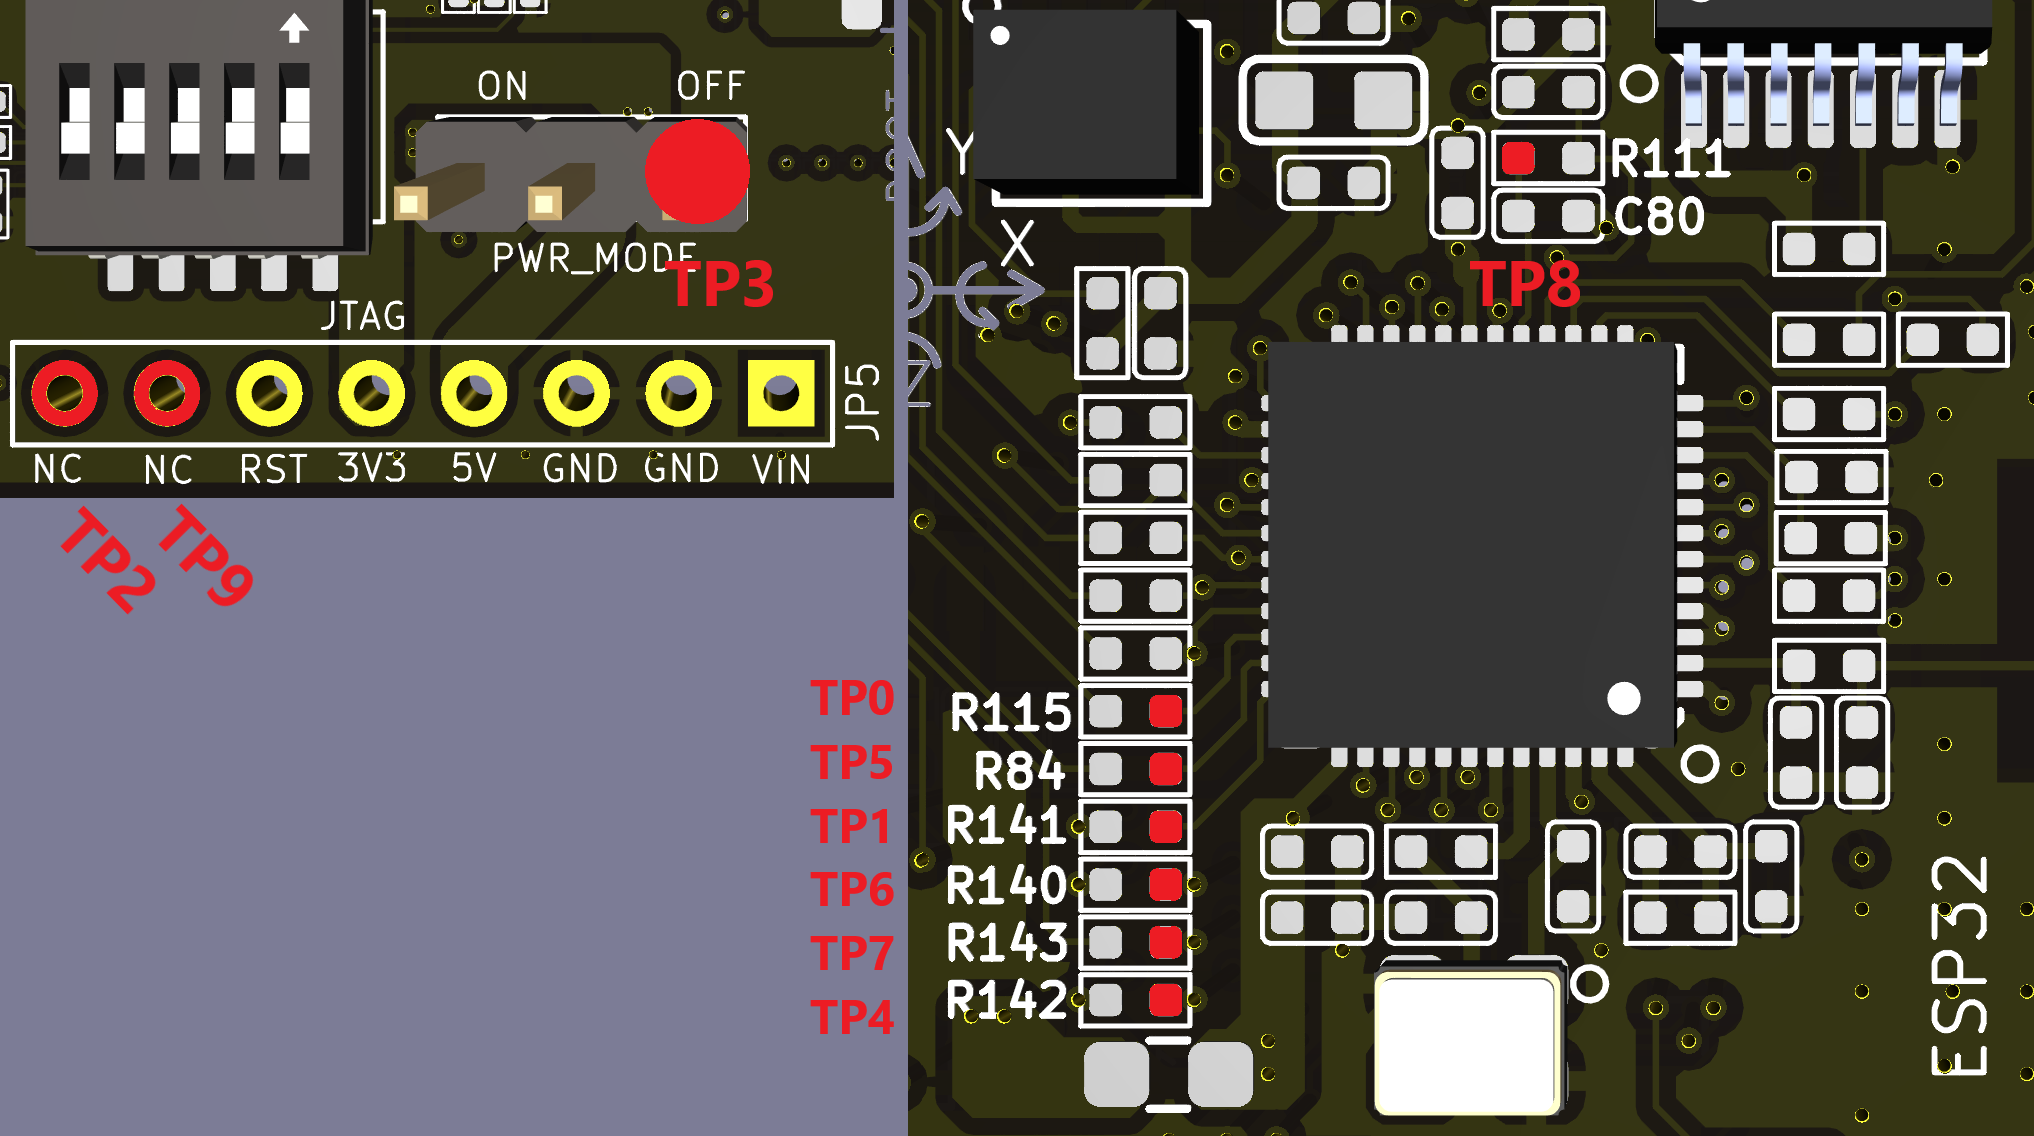 ON OFF
PWR_MODE
TP3
JTAG
JP5
NC NC RST 3V3 5V GND GND VIN
TP2 TP9
Y
X
Z
R111
C80
TP8
TP0 R115
TP5 R84
TP1 R141
TP6 R140
TP7 R143
TP4 R142
ESP32